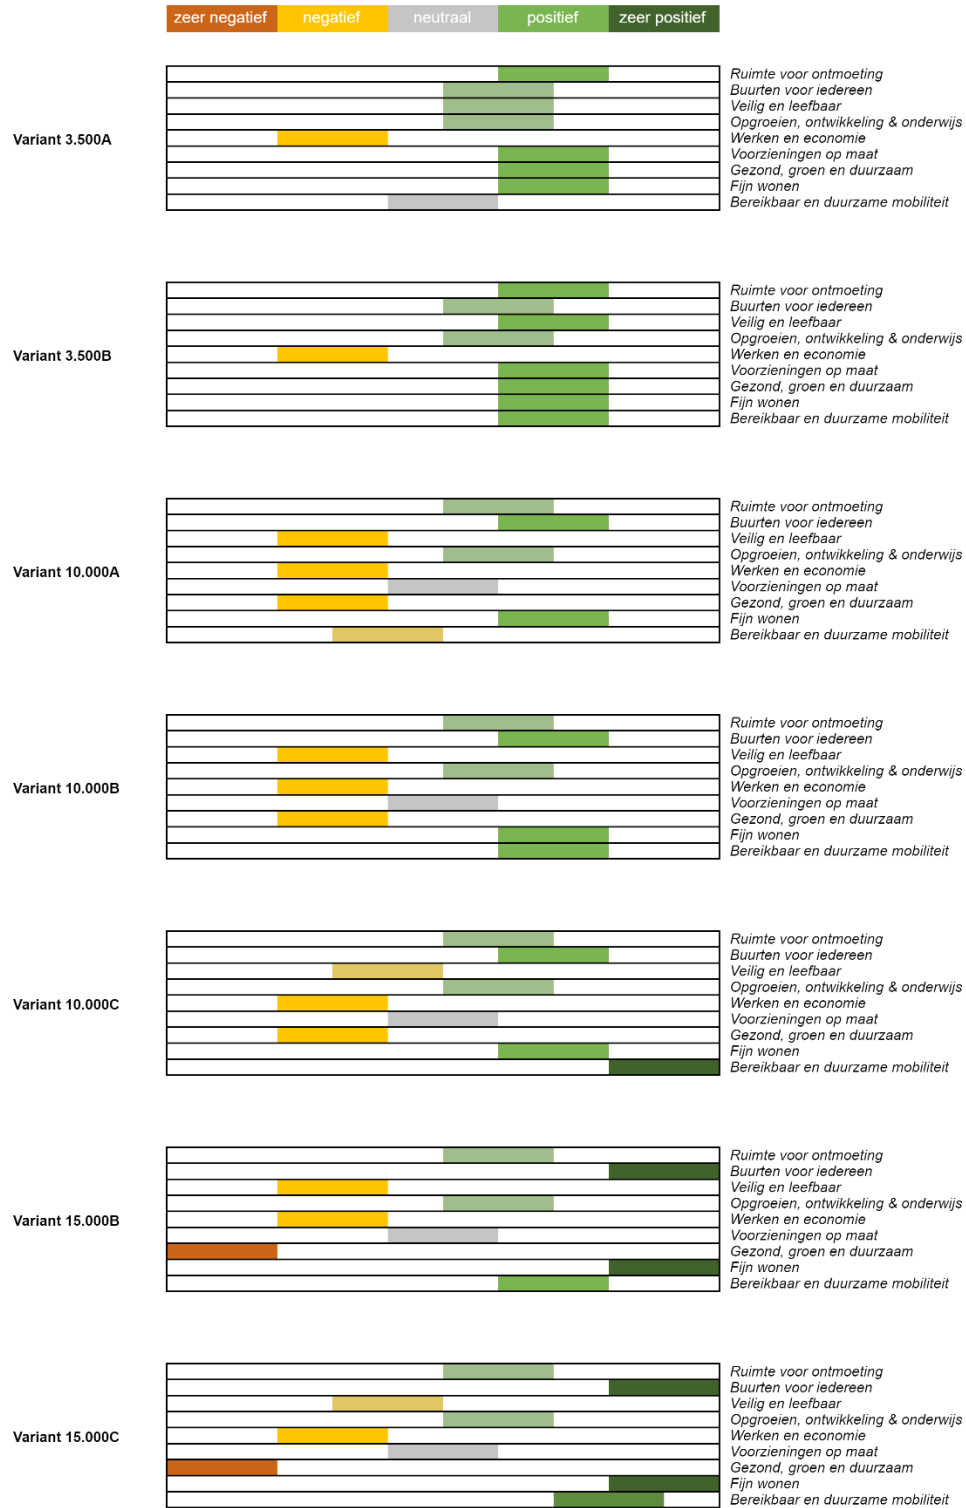 zeer negatief negatief neutraal positief zeer positief
Variant 3.500A
Ruimte voor ontmoeting
Buurten voor iedereen
Veilig en leefbaar
Opgroeien, ontwikkeling & onderwijs
Werken en economie
Voorzieningen op maat
Gezond, groen en duurzaam
Fijn wonen
Bereikbaar en duurzame mobiliteit
Variant 3.500B
Ruimte voor ontmoeting
Buurten voor iedereen
Veilig en leefbaar
Opgroeien, ontwikkeling & onderwijs
Werken en economie
Voorzieningen op maat
Gezond, groen en duurzaam
Fijn wonen
Bereikbaar en duurzame mobiliteit
Variant 10.000A
Ruimte voor ontmoeting
Buurten voor iedereen
Veilig en leefbaar
Opgroeien, ontwikkeling & onderwijs
Werken en economie
Voorzieningen op maat
Gezond, groen en duurzaam
Fijn wonen
Bereikbaar en duurzame mobiliteit
Variant 10.000B
Ruimte voor ontmoeting
Buurten voor iedereen
Veilig en leefbaar
Opgroeien, ontwikkeling & onderwijs
Werken en economie
Voorzieningen op maat
Gezond, groen en duurzaam
Fijn wonen
Bereikbaar en duurzame mobiliteit
Variant 10.000C
Ruimte voor ontmoeting
Buurten voor iedereen
Veilig en leefbaar
Opgroeien, ontwikkeling & onderwijs
Werken en economie
Voorzieningen op maat
Gezond, groen en duurzaam
Fijn wonen
Bereikbaar en duurzame mobiliteit
Variant 15.000B
Ruimte voor ontmoeting
Buurten voor iedereen
Veilig en leefbaar
Opgroeien, ontwikkeling & onderwijs
Werken en economie
Voorzieningen op maat
Gezond, groen en duurzaam
Fijn wonen
Bereikbaar en duurzame mobiliteit
Variant 15.000C
Ruimte voor ontmoeting
Buurten voor iedereen
Veilig en leefbaar
Opgroeien, ontwikkeling & onderwijs
Werken en economie
Voorzieningen op maat
Gezond, groen en duurzaam
Fijn wonen
Bereikbaar en duurzame mobiliteit